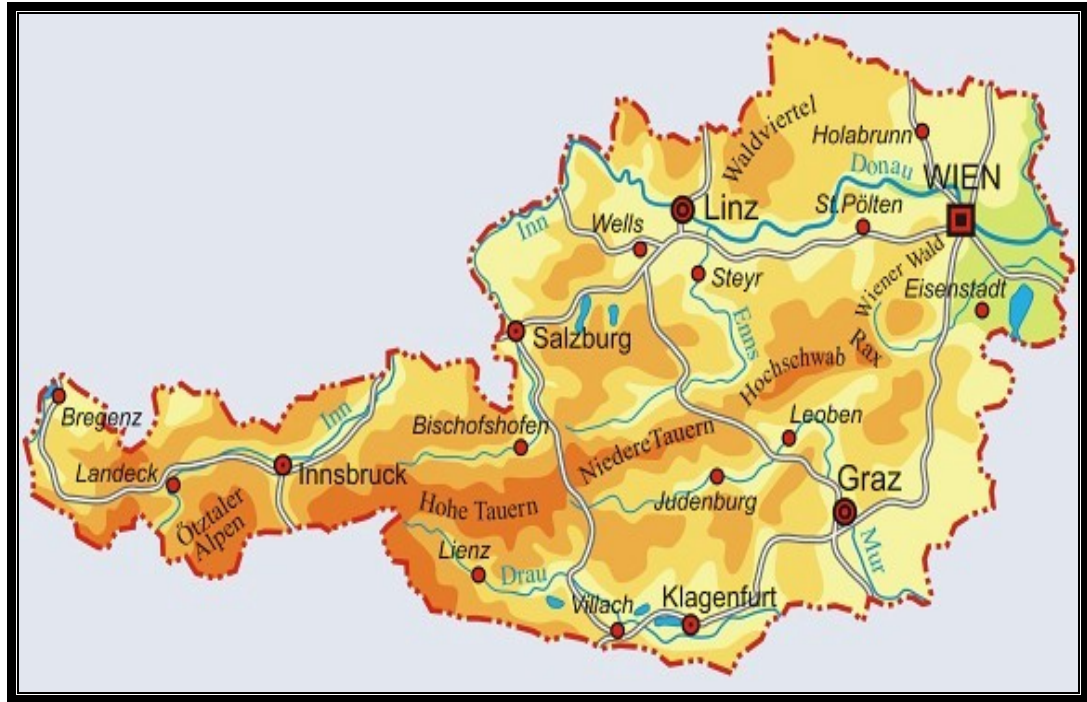 Waldviertel
Holabrunn
Donau
WIEN
Linz
St.Pölten
Inn
Wells
Wiener Wald
Steyr
Eisenstadt
Enns
Salzburg
Rax
Hochschwab
Bregenz
Inn
Bischofshofen
Leoben
Niedere Tauern
Landeck
Innsbruck
Graz
Judenburg
Hohe Tauern
Ötztaler
Alpen
Mur
Lienz
Drau
Villach
Klagenfurt